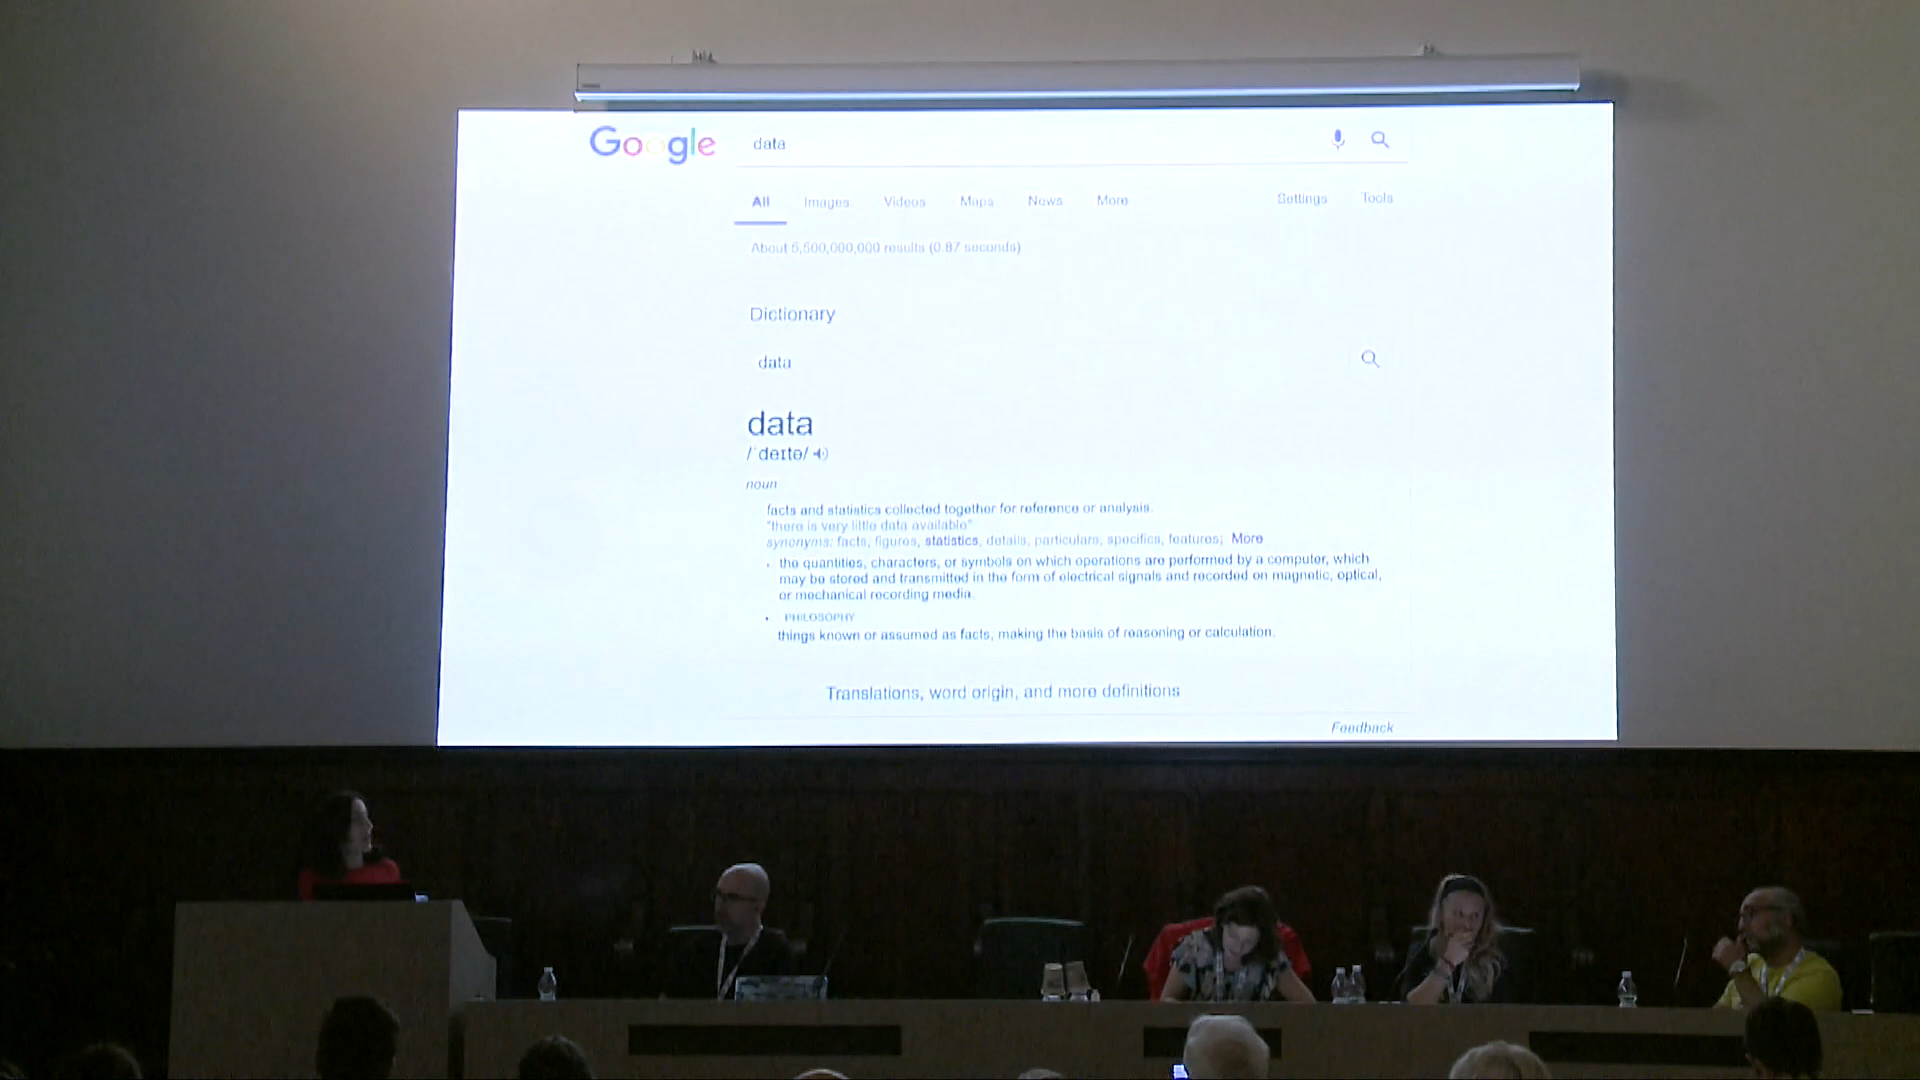 Google data
All Images Videos Maps News More Settings Tools
About 5,500,000,000 results (0.87 seconds)
Dictionary
data
data
/ˈdeɪtə/
noun
facts and statistics collected together for reference or analysis.
"there is very little data available"
synonyms: facts, figures, statistics, details, particulars, specifics, features; More
· the quantities, characters, or symbols on which operations are performed by a computer, which
may be stored and transmitted in the form of electrical signals and recorded on magnetic, optical,
or mechanical recording media.
· PHILOSOPHY
things known or assumed as facts, making the basis of reasoning or calculation.
Translations, word origin, and more definitions
Feedback